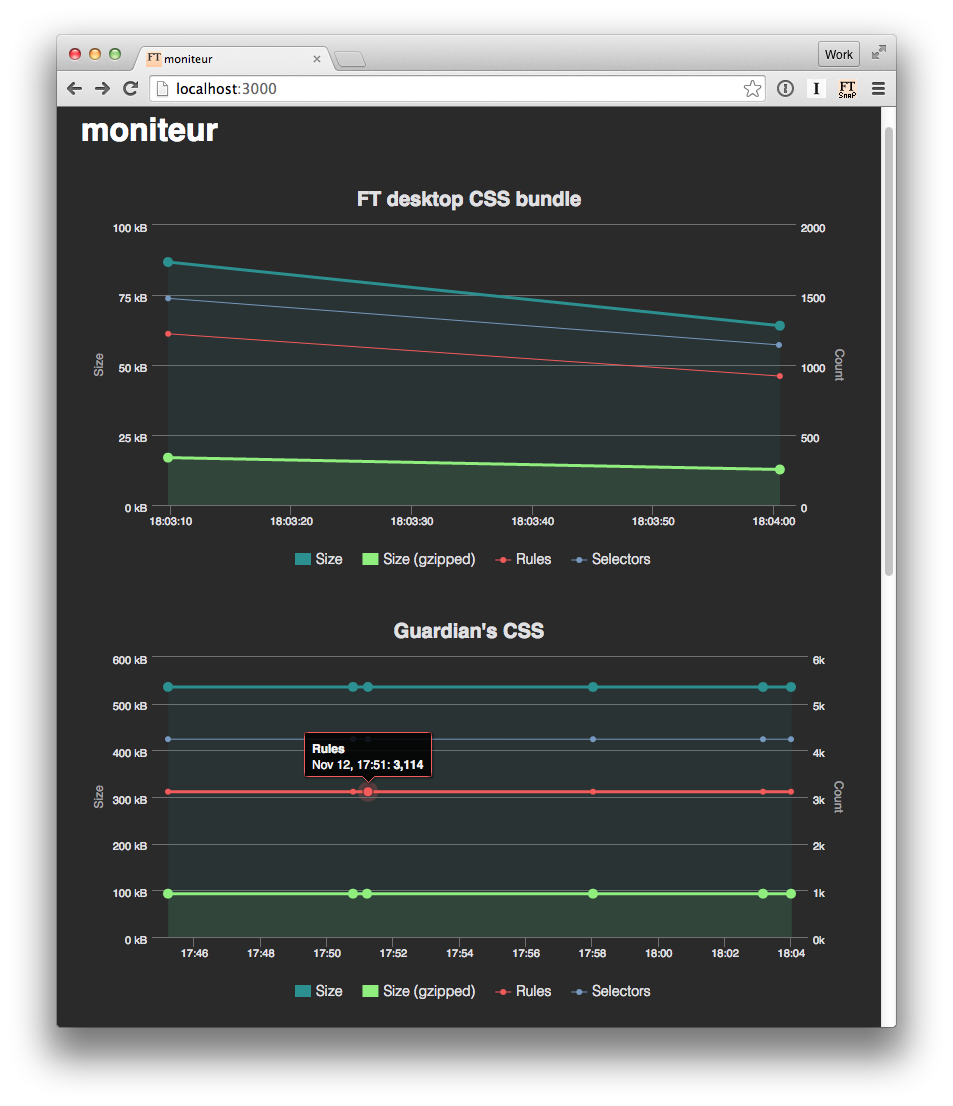 FT moniteur
Work
localhost:3000
I
FT
SNAP
moniteur
FT desktop CSS bundle
100 kB
2000
75 kB
1500
Size
50 kB
1000
Count
25 kB
500
0 kB
0
18:03:10 18:03:20 18:03:30 18:03:40 18:03:50 18:04:00
Size Size (gzipped) Rules Selectors
Guardian's CSS
600 kB
6k
500 kB
5k
400 kB
4k
Rules
Nov 12, 17:51: 3,114
Size
300 kB
3k
Count
200 kB
2k
100 kB
1k
0 kB
0k
17:46 17:48 17:50 17:52 17:54 17:56 17:58 18:00 18:02 18:04
Size Size (gzipped) Rules Selectors